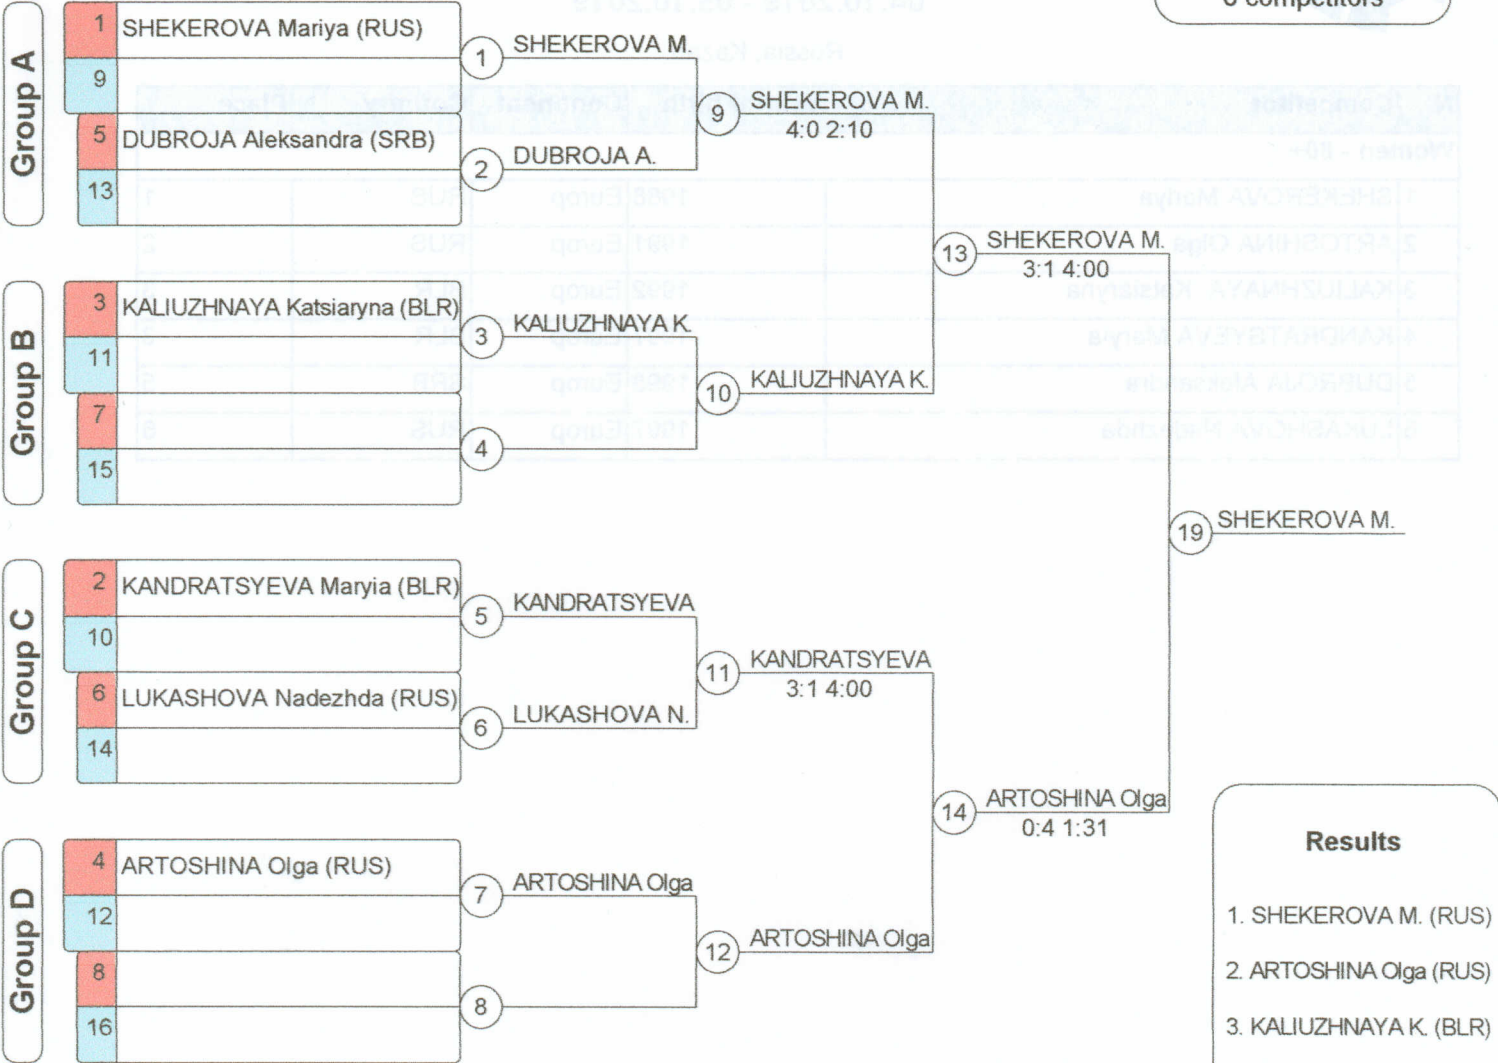 6 competitors
Group A
1 SHEKEROVA Mariya (RUS)
9
5 DUBROJA Aleksandra (SRB)
13
1 SHEKEROVA M.
2 DUBROJA A.
9 SHEKEROVA M.
4:0 2:10
Group B
3 KALIUZHNAYA Katsiaryna (BLR)
11
7
15
3 KALIUZHNAYA K.
4
10 KALIUZHNAYA K.
13 SHEKEROVA M.
3:1 4:00
19 SHEKEROVA M.
Group C
2 KANDRATSYEVA Maryia (BLR)
10
6 LUKASHOVA Nadezhda (RUS)
14
5 KANDRATSYEVA
6 LUKASHOVA N.
11 KANDRATSYEVA
3:1 4:00
Group D
4 ARTOSHINA Olga (RUS)
12
8
16
7 ARTOSHINA Olga
8
12 ARTOSHINA Olga
14 ARTOSHINA Olga
0:4 1:31
Results
1. SHEKEROVA M. (RUS)
2. ARTOSHINA Olga (RUS)
3. KALIUZHNAYA K. (BLR)